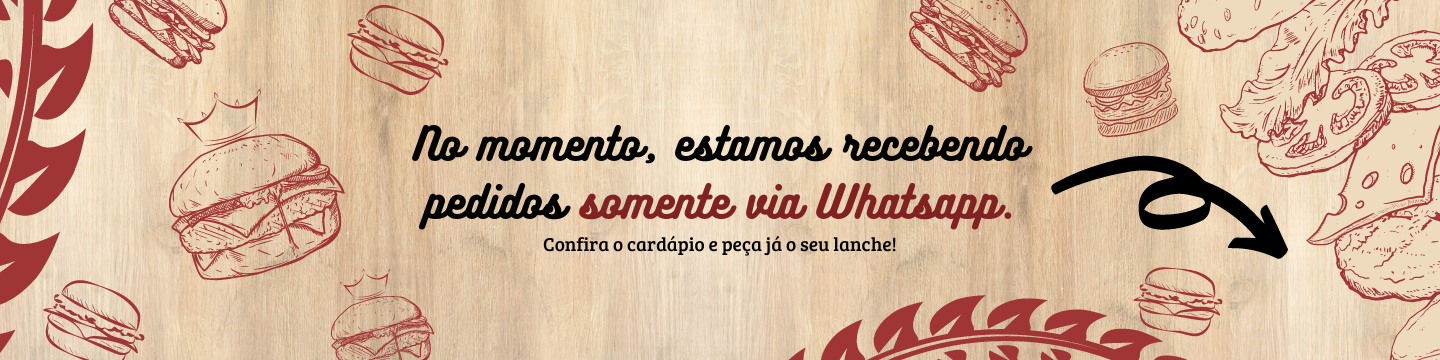 No momento, estamos recebendo
pedidos somente via Whatsapp.
Confira o cardápio e peça já o seu lanche!